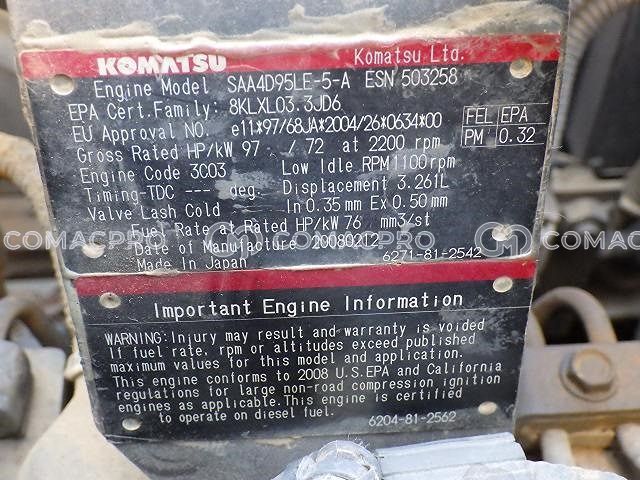 KOMATSU Komatsu Ltd.
Engine Model SAA4D95LE-5-A ESN 503258
EPA Cert.Family: 8KLXL03.3JD6
EU Approval NO. e11*97/68JA*2004/26*0634*00
FEL EPA
PM 0.32
Gross Rated HP/kW 97 / 72 at 2200 rpm
Engine Code 3C03 Low Idle RPM 1100rpm
Timing-TDC --- deg. Displacement 3.261L
Valve Lash Cold In 0.35 mm Ex 0.50 mm
Fuel Rate at Rated HP/kW 76 mm3/st
Date of Manufacture 20080212
Made In Japan 6271-81-2542
COMACPRO COMACPRO COMACPRO
Important Engine Information
WARNING:Injury may result and warranty is voided
If fuel rate, rpm or altitudes exceed published
maximum values for this model and application.
This engine conforms to 2008 U.S.EPA and California
regulations for large non-road compression ignition
engines as applicable.This engine is certified
to operate on diesel fuel. 6204-81-2562